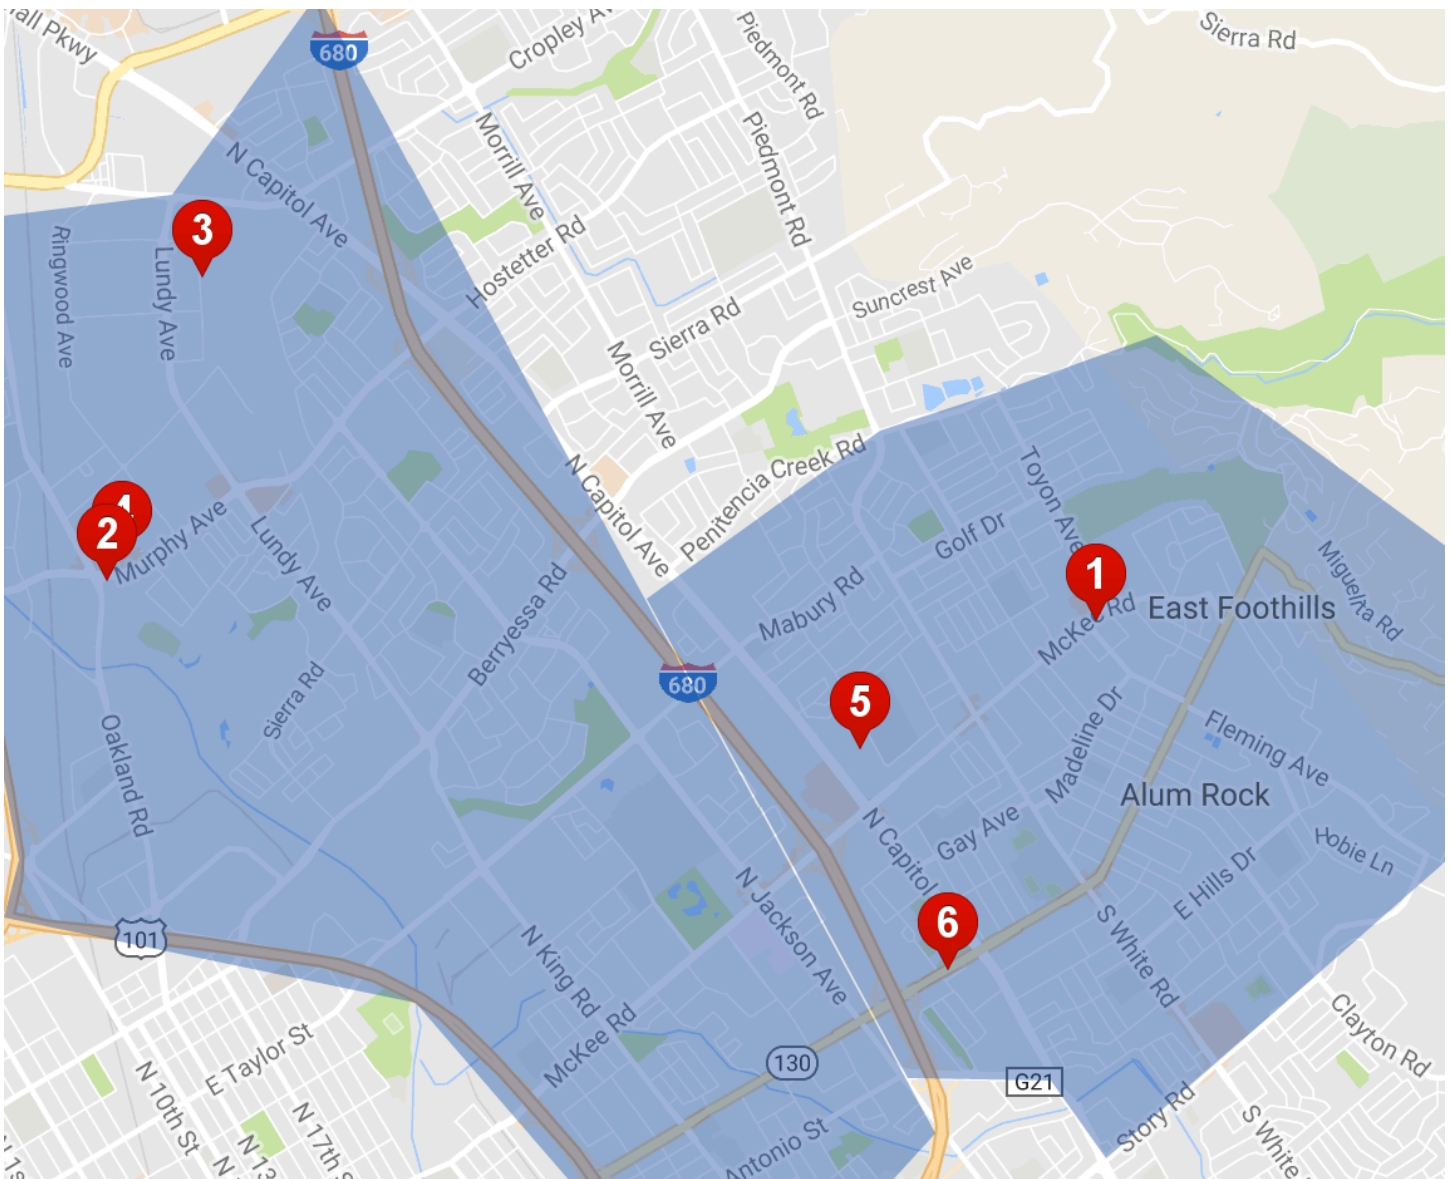 680
Cropley
Piedmont Rd
Sierra Rd
Pkwy
N Capitol Ave
Morrill Ave
Piedmont Rd
3
Ringwood Ave
Lundy Ave
Hostetter Rd
Suncrest Ave
Sierra Rd
Morrill Ave
N Capitol Ave
Penitencia Creek Rd
Toyon Ave
Golf Dr
4
2
Murphy Ave
Lundy Ave
Berryessa Rd
Mabury Rd
1
McKee Rd
East Foothills
Miguelita Rd
680
5
Sierra Rd
Oakland Rd
Madeline Dr
Fleming Ave
Alum Rock
N Capitol
Gay Ave
Hobie Ln
E Hills Dr
6
N Jackson Ave
S White Rd
101
N King Rd
McKee Rd
E Taylor St
130
G21
Clayton Rd
N 10th St
N 17th
N 13
Antonio St
Story Rd
S White